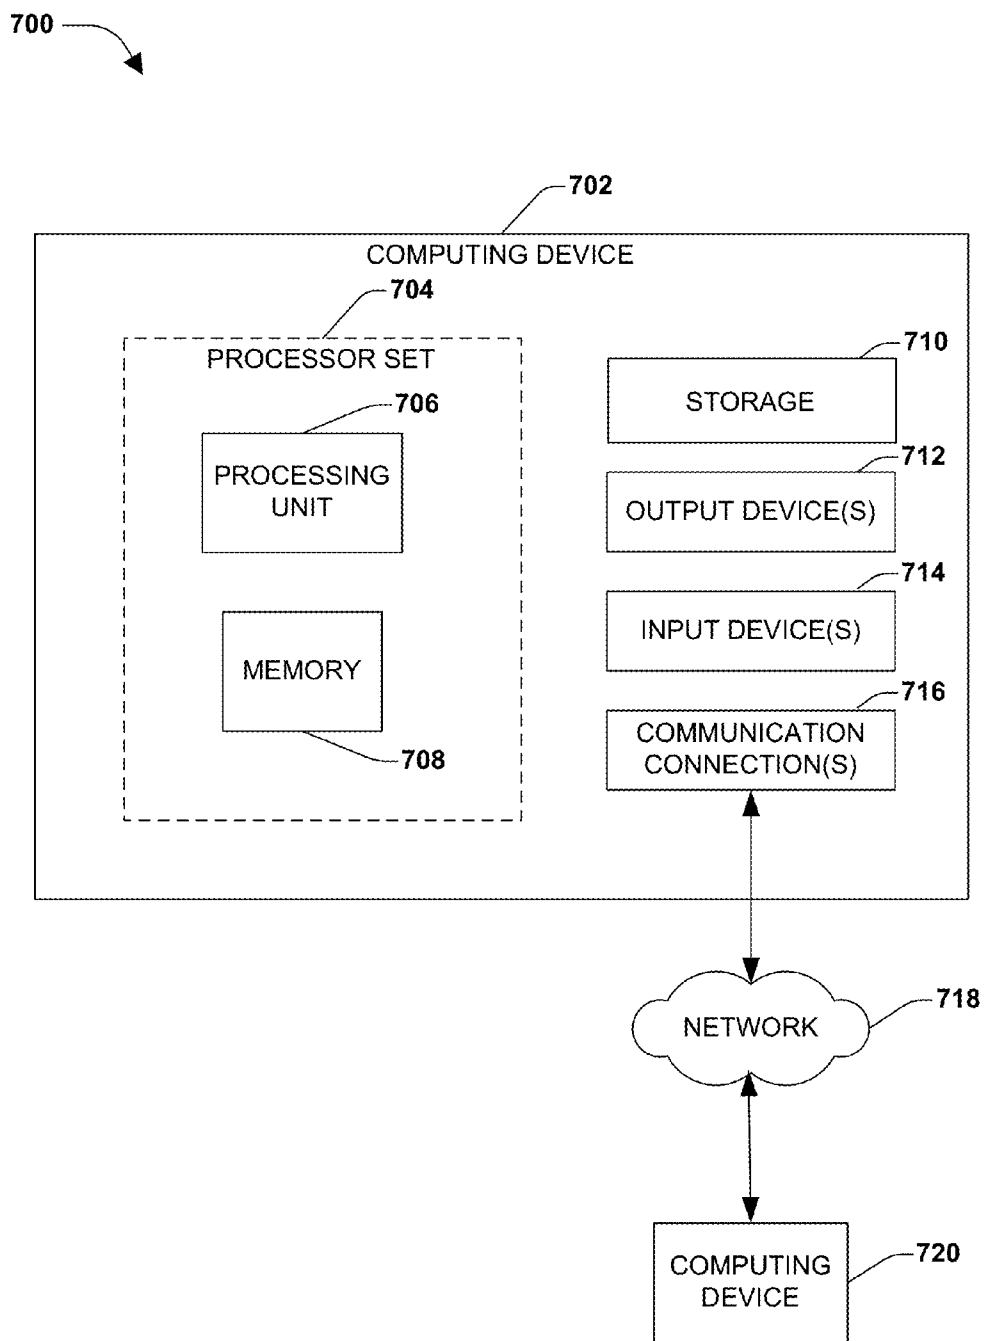 700
702
COMPUTING DEVICE
704
PROCESSOR SET
706
PROCESSING
UNIT
MEMORY
708
710
STORAGE
712
OUTPUT DEVICE(S)
714
INPUT DEVICE(S)
716
COMMUNICATION
CONNECTION(S)
NETWORK
718
COMPUTING
DEVICE
720